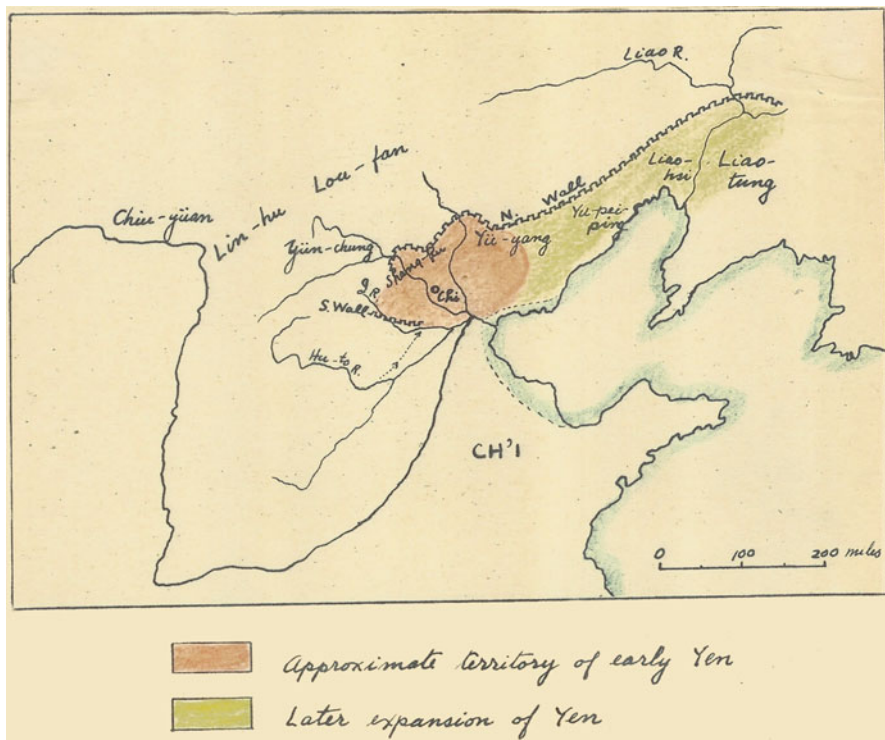 Liao R.
Lou-fan
Lin-hu
Chiu-yüan
Yün-chung
Shang-ku
N. Wall
Yü-yang
Yu-pei-
ping
Liao-
hsi
Liao-
tung
Chi
S. Wall
Hu-to R.
CH'I
0 100 200 miles
Approximate territory of early Yen
Later expansion of Yen